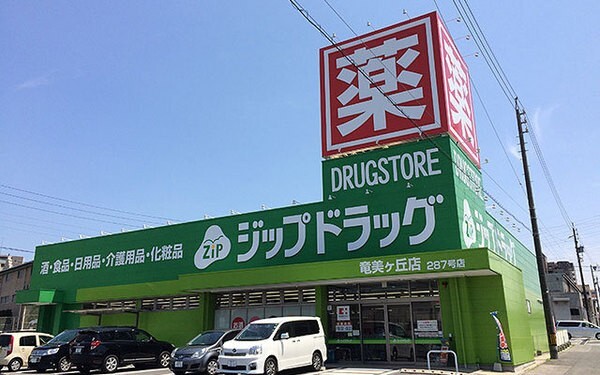 薬
薬
DRUGSTORE
酒・食品・日用品・介護用品・化粧品
ZiP
ジップドラッグ
竜美ヶ丘店 287号店